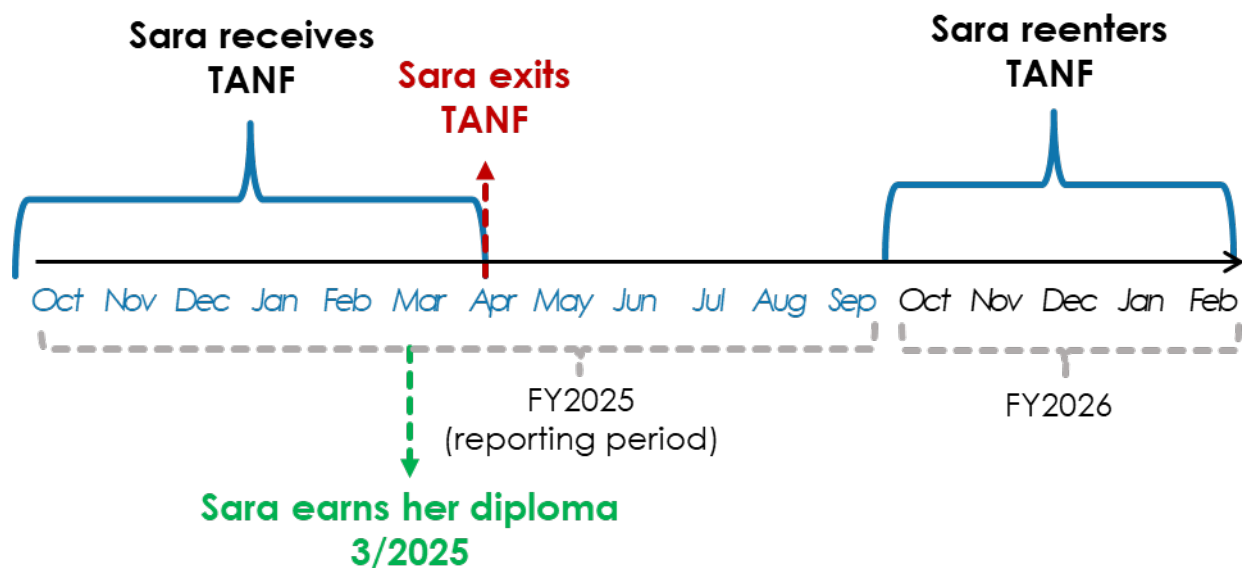 Sara receives
TANF
Sara exits
TANF
Sara reenters
TANF
Oct Nov Dec Jan Feb Mar Apr May Jun Jul Aug Sep Oct Nov Dec Jan Feb
FY2025
(reporting period)
FY2026
Sara earns her diploma
3/2025